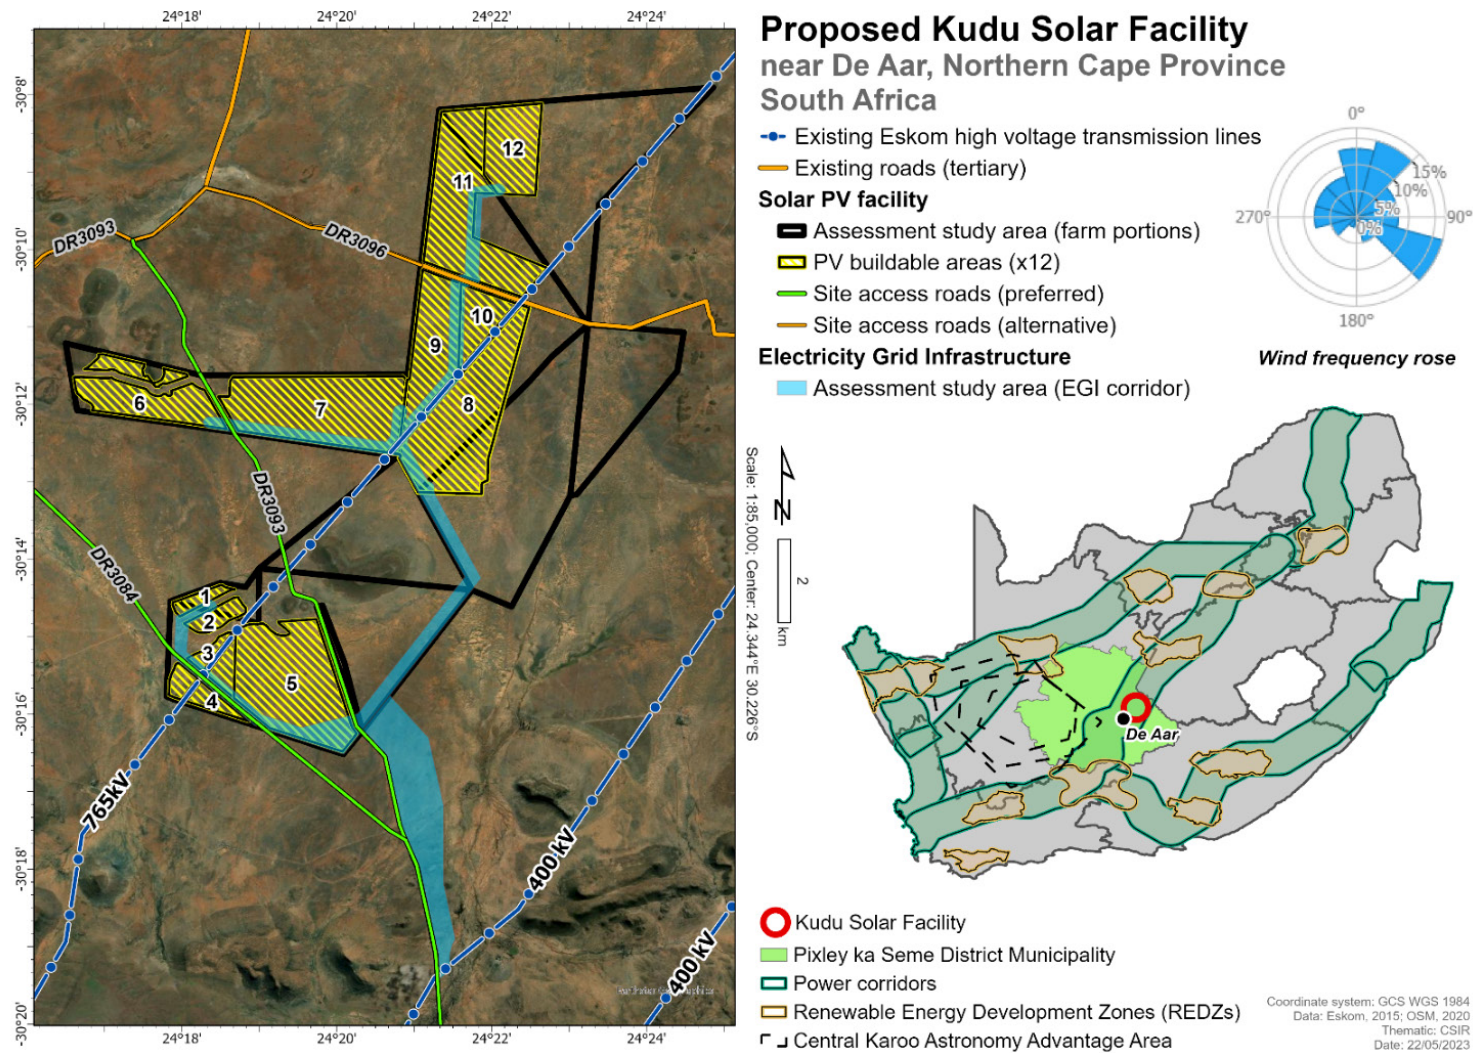 24°18' 24°20' 24°22' 24°24'
Proposed Kudu Solar Facility
near De Aar, Northern Cape Province
South Africa
Existing Eskom high voltage transmission lines
Existing roads (tertiary)
Solar PV facility
Assessment study area (farm portions)
PV buildable areas (x12)
Site access roads (preferred)
Site access roads (alternative)
Electricity Grid Infrastructure
Assessment study area (EGI corridor)
0°
15%
10%
5%
0%
270° 90°
180°
Wind frequency rose
-30°8'
-30°10'
-30°12'
-30°14'
-30°16'
-30°18'
-30°20'
12
11
DR3093
DR3096
10
9
8
7
6
DR3093
DR3084
1
2
3
4
5
765kV
400 kV
400 kV
24°18' 24°20' 24°22' 24°24'
Scale: 1:85,000; Center: 24.344°E 30.226°S
N
2
km
De Aar
Kudu Solar Facility
Pixley ka Seme District Municipality
Power corridors
Renewable Energy Development Zones (REDZs)
Central Karoo Astronomy Advantage Area
Coordinate system: GCS WGS 1984
Data: Eskom, 2015; OSM, 2020
Thematic: CSIR
Date: 22/05/2023